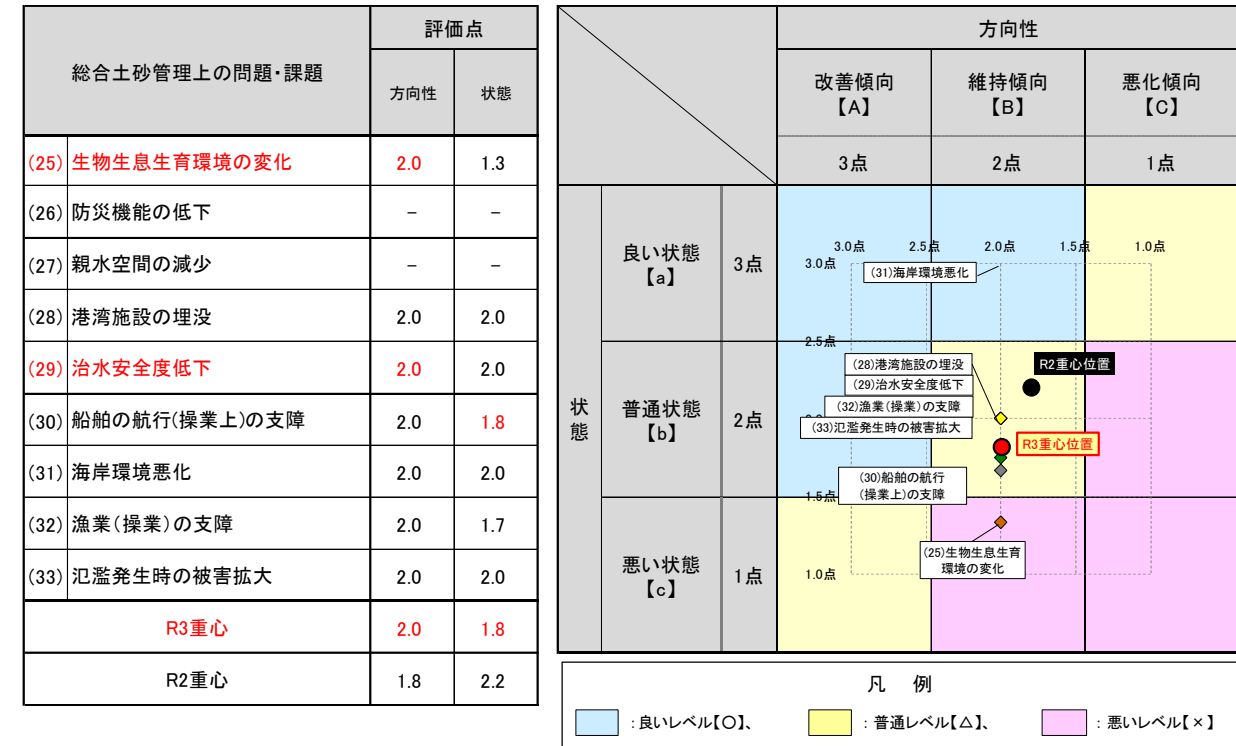 総合土砂管理上の問題・課題
評価点
方向性 状態
(25) 生物生息生育環境の変化 2.0 1.3
(26) 防災機能の低下 － －
(27) 親水空間の減少 － －
(28) 港湾施設の埋没 2.0 2.0
(29) 治水安全度低下 2.0 2.0
(30) 船舶の航行(操業上)の支障 2.0 1.8
(31) 海岸環境悪化 2.0 2.0
(32) 漁業(操業)の支障 2.0 1.7
(33) 氾濫発生時の被害拡大 2.0 2.0
R3重心 2.0 1.8
R2重心 1.8 2.2
方向性
改善傾向 維持傾向 悪化傾向
【A】 【B】 【C】
3点 2点 1点
状態
良い状態
【a】
3点
普通状態
【b】
2点
悪い状態
【c】
1点
3.0点 2.5点 2.0点 1.5点 1.0点
3.0点
(31)海岸環境悪化
2.5点
(28)港湾施設の埋没
R2重心位置
(29)治水安全度低下
(32)漁業(操業)の支障
(33)氾濫発生時の被害拡大
R3重心位置
(30)船舶の航行
(操業上)の支障
1.5点
(25)生物生息生育
環境の変化
1.0点
凡 例
：良いレベル【○】、 ：普通レベル【△】、 ：悪いレベル【×】